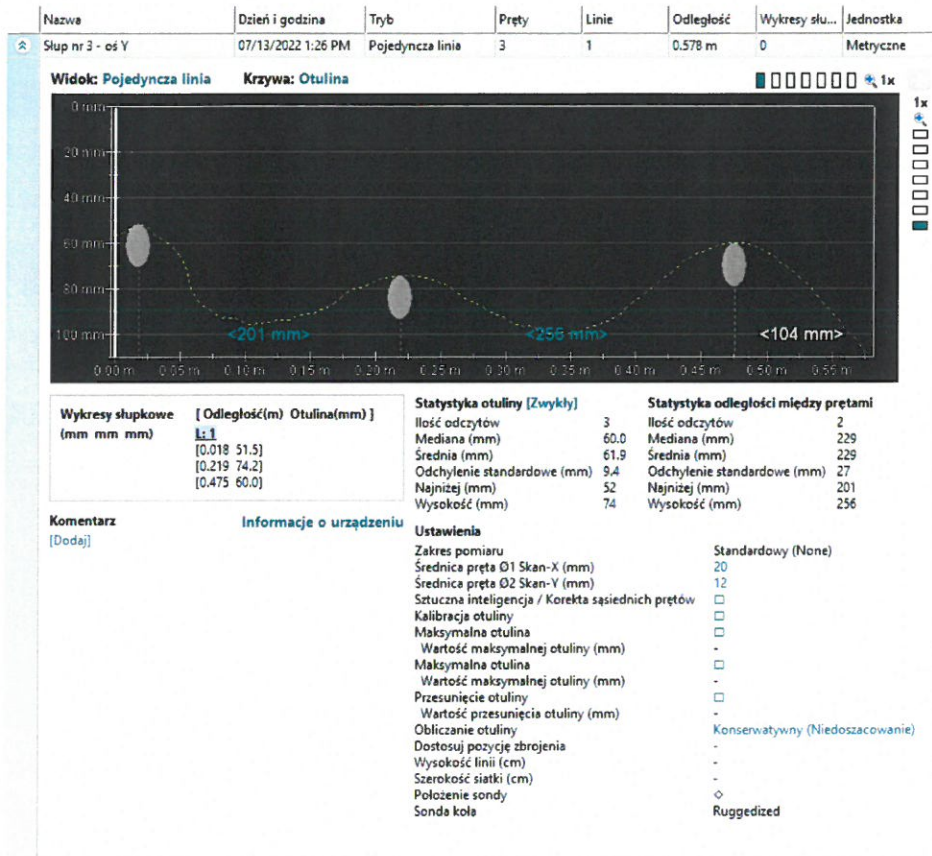 Nazwa Dzień i godzina Tryb Pręty Linie Odległość Wykresy słu... Jednostka
Słup nr 3 - oś Y 07/13/2022 1:26 PM Pojedyncza linia 3 1 0.578 m 0 Metryczne
Widok: Pojedyncza linia Krzywa: Otulina 1x
1x
0 mm
20 mm
40 mm
60 mm
80 mm
100 mm
<201 mm> <256 mm> <104 mm>
0.00 m 0.05 m 0.10 m 0.15 m 0.20 m 0.25 m 0.30 m 0.35 m 0.40 m 0.45 m 0.50 m 0.55 m
Wykresy słupkowe [ Odległość(m) Otulina(mm) ]
(mm mm mm) L: 1
[0.018 51.5]
[0.219 74.2]
[0.475 60.0]
Statystyka otuliny [Zwykły] Statystyka odległości między prętami
Ilość odczytów 3 Ilość odczytów 2
Mediana (mm) 60.0 Mediana (mm) 229
Średnia (mm) 61.9 Średnia (mm) 229
Odchylenie standardowe (mm) 9.4 Odchylenie standardowe (mm) 27
Najniżej (mm) 52 Najniżej (mm) 201
Wysokość (mm) 74 Wysokość (mm) 256
Komentarz Informacje o urządzeniu
[Dodaj]
Ustawienia
Zakres pomiaru Standardowy (None)
Średnica pręta Ø1 Skan-X (mm) 20
Średnica pręta Ø2 Skan-Y (mm) 12
Sztuczna inteligencja / Korekta sąsiednich prętów
Kalibracja otuliny
Maksymalna otulina
Wartość maksymalnej otuliny (mm) -
Maksymalna otulina
Wartość maksymalnej otuliny (mm) -
Przesunięcie otuliny
Wartość przesunięcia otuliny (mm) -
Obliczanie otuliny Konserwatywny (Niedoszacowanie)
Dostosuj pozycję zbrojenia -
Wysokość linii (cm) -
Szerokość siatki (cm) -
Położenie sondy
Sonda koła Ruggedized